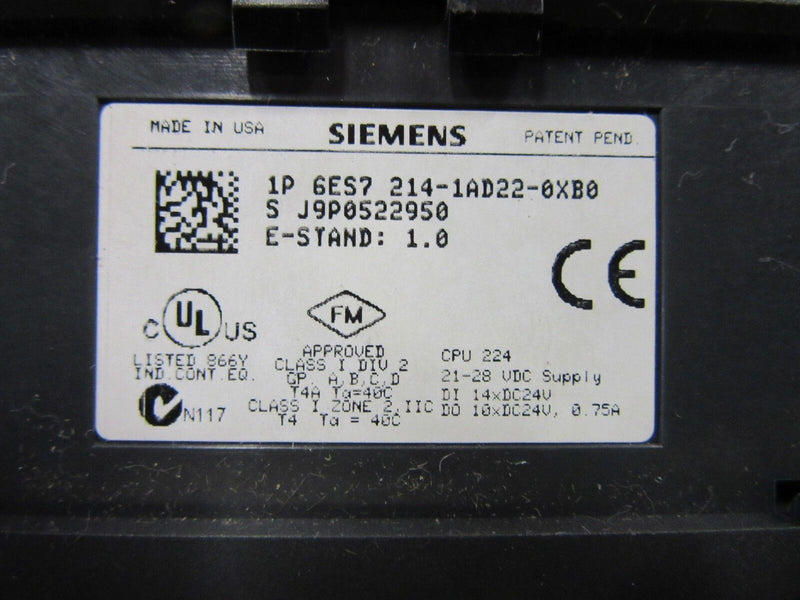 MADE IN USA SIEMENS PATENT PEND.
1P 6ES7 214-1AD22-0XB0
S J9P0522950
E-STAND: 1.0
CE
C UL US
LISTED 866Y
IND.CONT.EQ.
N117
FM
APPROVED
CLASS I DIV 2
GP. A,B,C,D
T4A Ta=40C
CLASS I ZONE 2,IIC
T4 Ta = 40C
CPU 224
21-28 VDC Supply
DI 14xDC24V
DO 10xDC24V, 0.75A